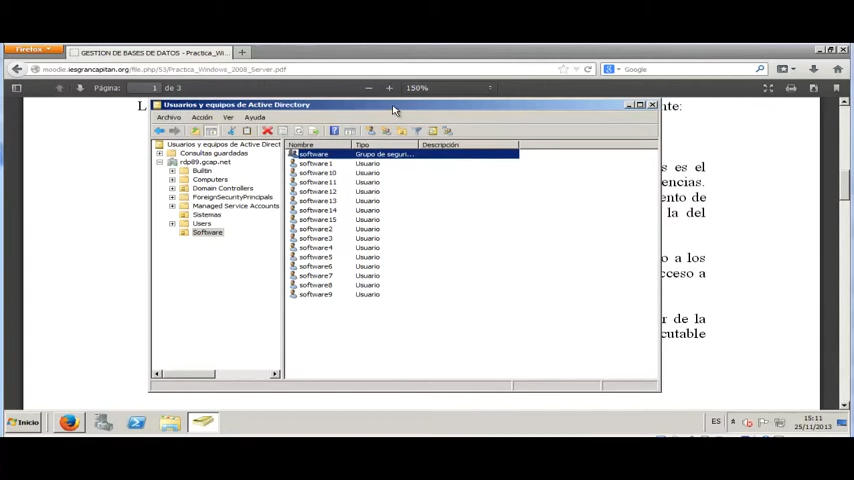 Firefox
GESTION DE BASES DE DATOS - Practica_Wi...
moodle.iesgrancapitan.org/file.php/53/Practica_Windows_2008_Server.pdf
Google
Página: 1 de 3
150%
L
nte:
Usuarios y equipos de Active Directory
Archivo Acción Ver Ayuda
Usuarios y equipos de Active Direct
Consultas guardadas
rdp89.gcap.net
Builtin
Computers
Domain Controllers
ForeignSecurityPrincipals
Managed Service Accounts
Sistemas
Users
Software
Nombre Tipo Descripción
software Grupo de seguri...
software1 Usuario
software10 Usuario
software11 Usuario
software12 Usuario
software13 Usuario
software14 Usuario
software15 Usuario
software2 Usuario
software3 Usuario
software4 Usuario
software5 Usuario
software6 Usuario
software7 Usuario
software8 Usuario
software9 Usuario
s es el
encias.
ento de
la del
o a los
cceso a
r de la
cutable
Inicio
ES
15:11
25/11/2013